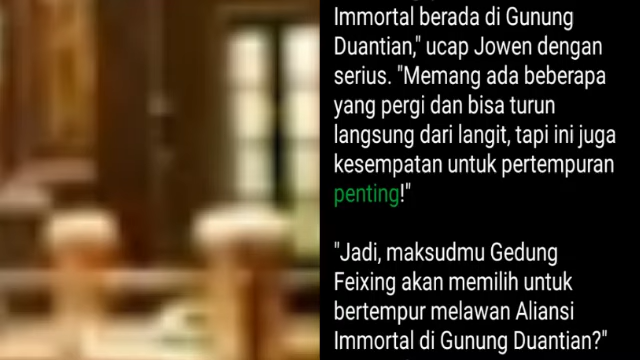 Immortal berada di Gunung
Duantian," ucap Jowen dengan
serius. "Memang ada beberapa
yang pergi dan bisa turun
langsung dari langit, tapi ini juga
kesempatan untuk pertempuran
penting!"
"Jadi, maksudmu Gedung
Feixing akan memilih untuk
bertempur melawan Aliansi
Immortal di Gunung Duantian?"